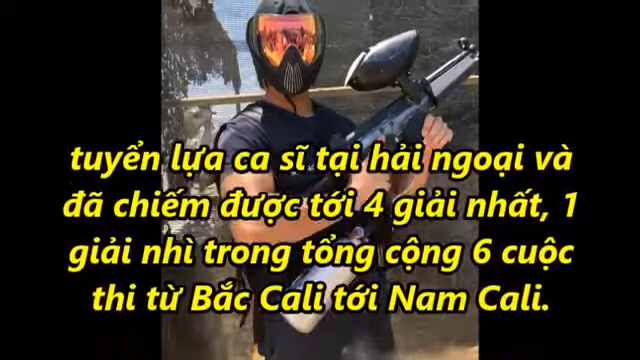 tuyển lựa ca sĩ tại hải ngoại và
đã chiếm được tới 4 giải nhất, 1
giải nhì trong tổng cộng 6 cuộc
thi từ Bắc Cali tới Nam Cali.